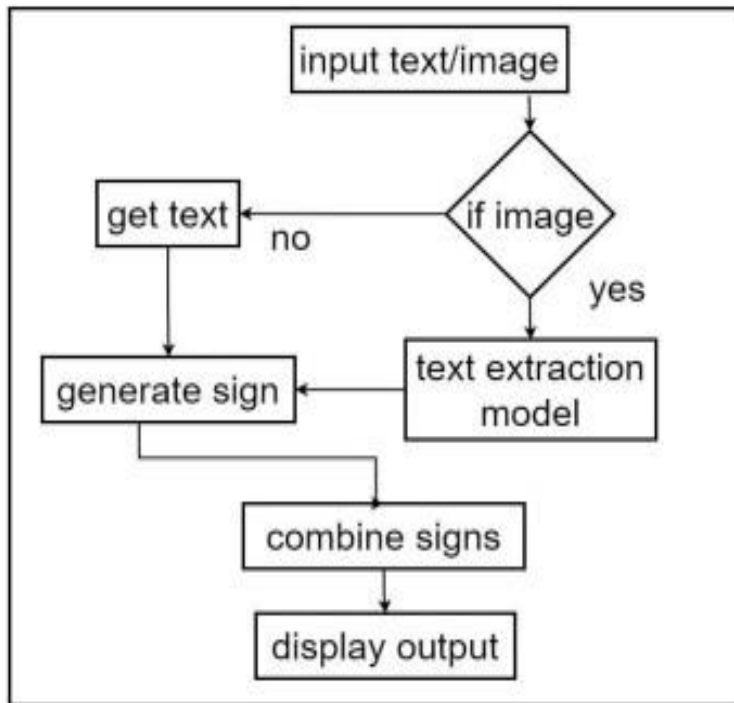 input text/image
if image
get text
no
yes
text extraction
model
generate sign
combine signs
display output